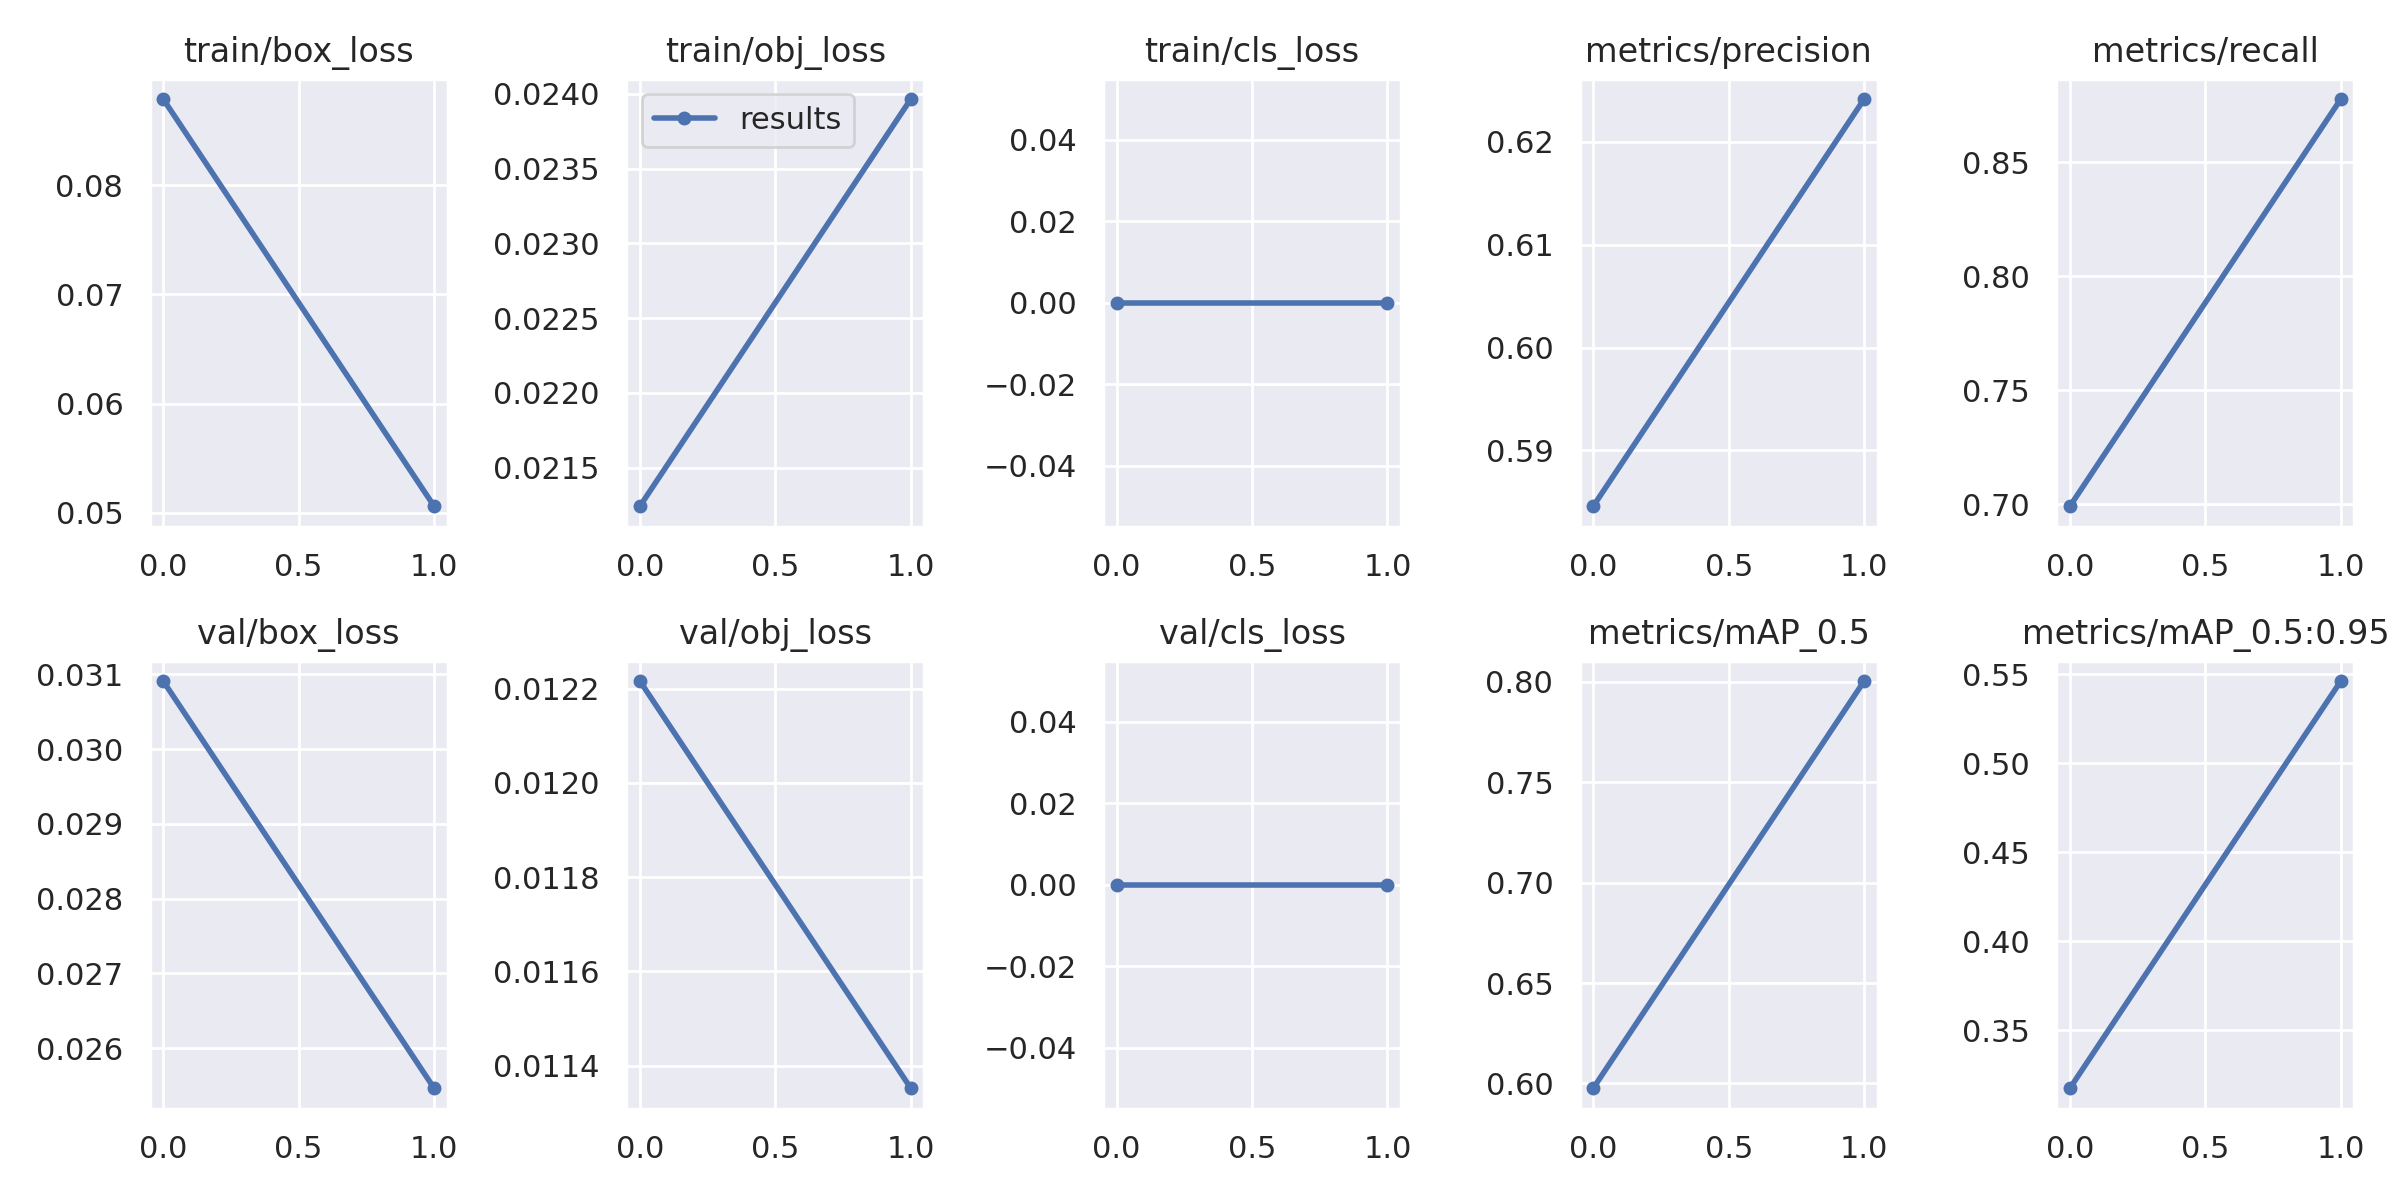 train/box_loss
0.08
0.07
0.06
0.05
0.0 0.5 1.0
train/obj_loss
results
0.0240
0.0235
0.0230
0.0225
0.0220
0.0215
0.0 0.5 1.0
train/cls_loss
0.04
0.02
0.00
−0.02
−0.04
0.0 0.5 1.0
metrics/precision
0.62
0.61
0.60
0.59
0.0 0.5 1.0
metrics/recall
0.85
0.80
0.75
0.70
0.0 0.5 1.0
val/box_loss
0.031
0.030
0.029
0.028
0.027
0.026
0.0 0.5 1.0
val/obj_loss
0.0122
0.0120
0.0118
0.0116
0.0114
0.0 0.5 1.0
val/cls_loss
0.04
0.02
0.00
−0.02
−0.04
0.0 0.5 1.0
metrics/mAP_0.5
0.80
0.75
0.70
0.65
0.60
0.0 0.5 1.0
metrics/mAP_0.5:0.95
0.55
0.50
0.45
0.40
0.35
0.0 0.5 1.0